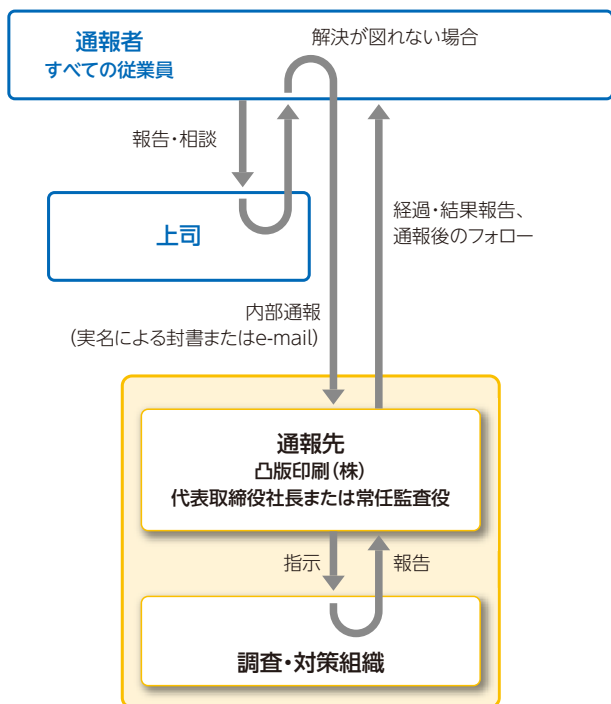 通報者
すべての従業員
解決が図れない場合
報告・相談
上司
経過・結果報告、
通報後のフォロー
内部通報
(実名による封書またはe-mail)
通報先
凸版印刷(株)
代表取締役社長または常任監査役
指示
報告
調査・対策組織